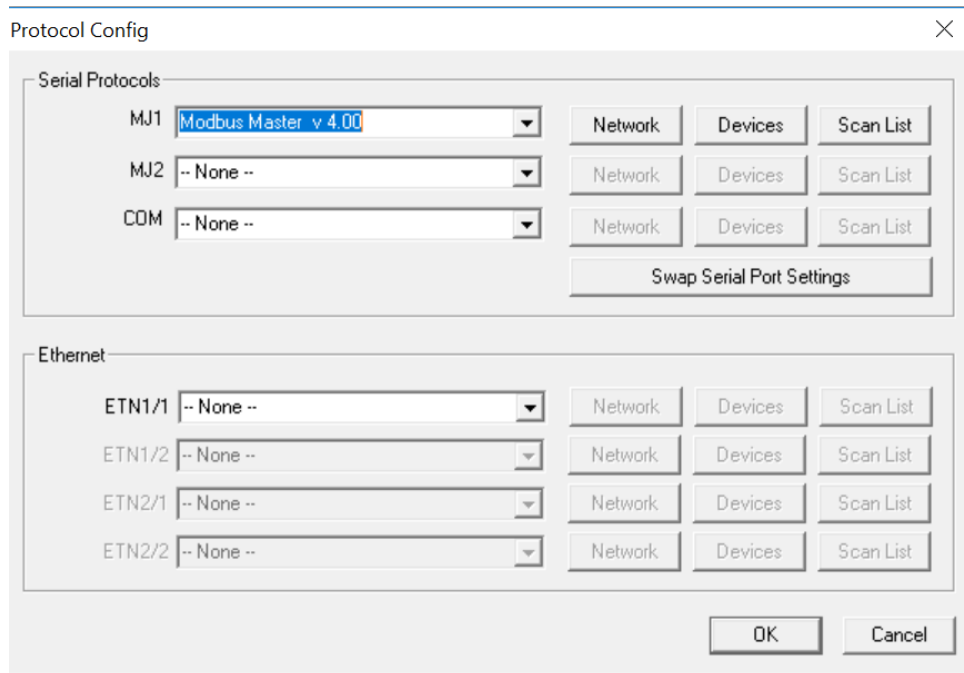 Protocol Config
Serial Protocols
MJ1 Modbus Master v 4.00 Network Devices Scan List
MJ2 -- None -- Network Devices Scan List
COM -- None -- Network Devices Scan List
Swap Serial Port Settings
Ethernet
ETN1/1 -- None -- Network Devices Scan List
ETN1/2 -- None -- Network Devices Scan List
ETN2/1 -- None -- Network Devices Scan List
ETN2/2 -- None -- Network Devices Scan List
OK Cancel